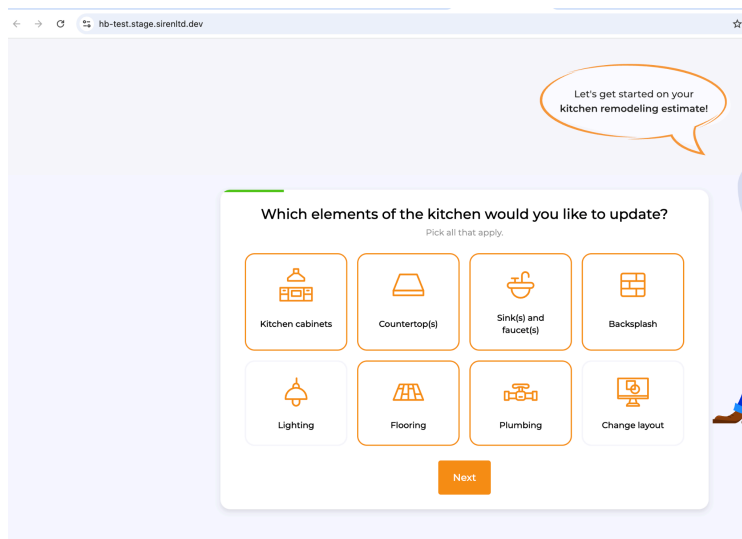 hb-test.stage.sirenltd.dev
Let's get started on your
kitchen remodeling estimate!
Which elements of the kitchen would you like to update?
Pick all that apply.
Kitchen cabinets
Countertop(s)
Sink(s) and
faucet(s)
Backsplash
Lighting
Flooring
Plumbing
Change layout
Next